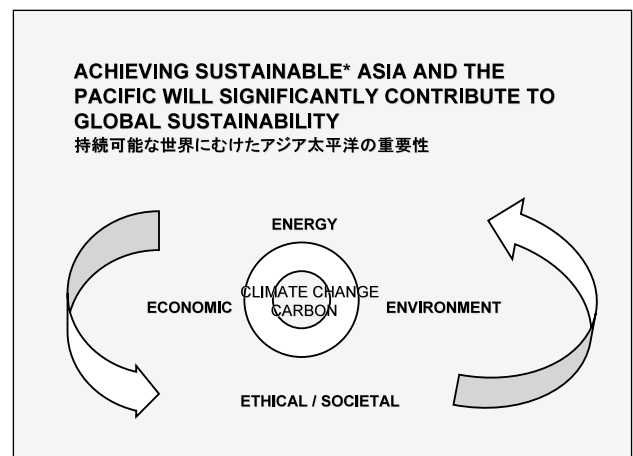 ACHIEVING SUSTAINABLE* ASIA AND THE
PACIFIC WILL SIGNIFICANTLY CONTRIBUTE TO
GLOBAL SUSTAINABILITY
持続可能な世界にむけたアジア太平洋の重要性
ENERGY
CLIMATE CHANGE
ECONOMIC
CARBON
ENVIRONMENT
ETHICAL / SOCIETAL